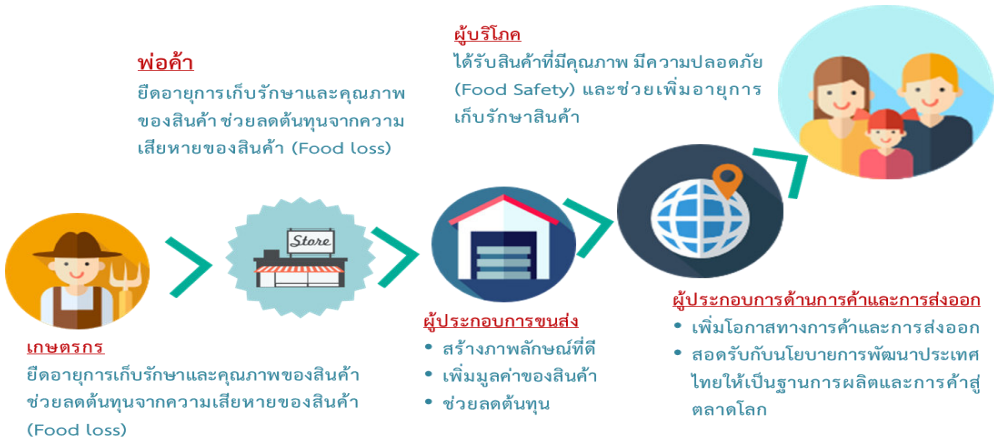 พ่อค้า
ยืดอายุการเก็บรักษาและคุณภาพ
ของสินค้า ช่วยลดต้นทุนจากความ
เสียหายของสินค้า (Food loss)
ผู้บริโภค
ได้รับสินค้าที่มีคุณภาพ มีความปลอดภัย
(Food Safety) และช่วยเพิ่มอายุการ
เก็บรักษาสินค้า
Store
เกษตรกร
ยืดอายุการเก็บรักษาและคุณภาพของสินค้า
ช่วยลดต้นทุนจากความเสียหายของสินค้า
(Food loss)
ผู้ประกอบการขนส่ง
• สร้างภาพลักษณ์ที่ดี
• เพิ่มมูลค่าของสินค้า
• ช่วยลดต้นทุน
ผู้ประกอบการด้านการค้าและการส่งออก
• เพิ่มโอกาสทางการค้าและการส่งออก
• สอดรับกับนโยบายการพัฒนาประเทศ
ไทยให้เป็นฐานการผลิตและการค้าสู่
ตลาดโลก